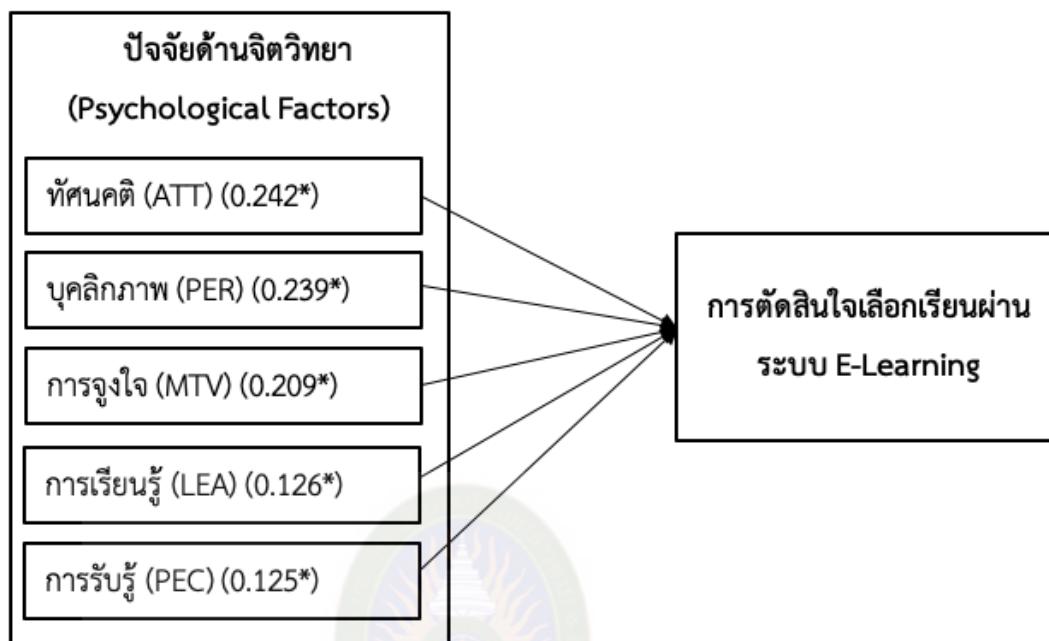 ปัจจัยด้านจิตวิทยา
(Psychological Factors)
ทัศนคติ (ATT) (0.242*)
บุคลิกภาพ (PER) (0.239*)
การจูงใจ (MTV) (0.209*)
การเรียนรู้ (LEA) (0.126*)
การรับรู้ (PEC) (0.125*)
การตัดสินใจเลือกเรียนผ่าน
ระบบ E-Learning